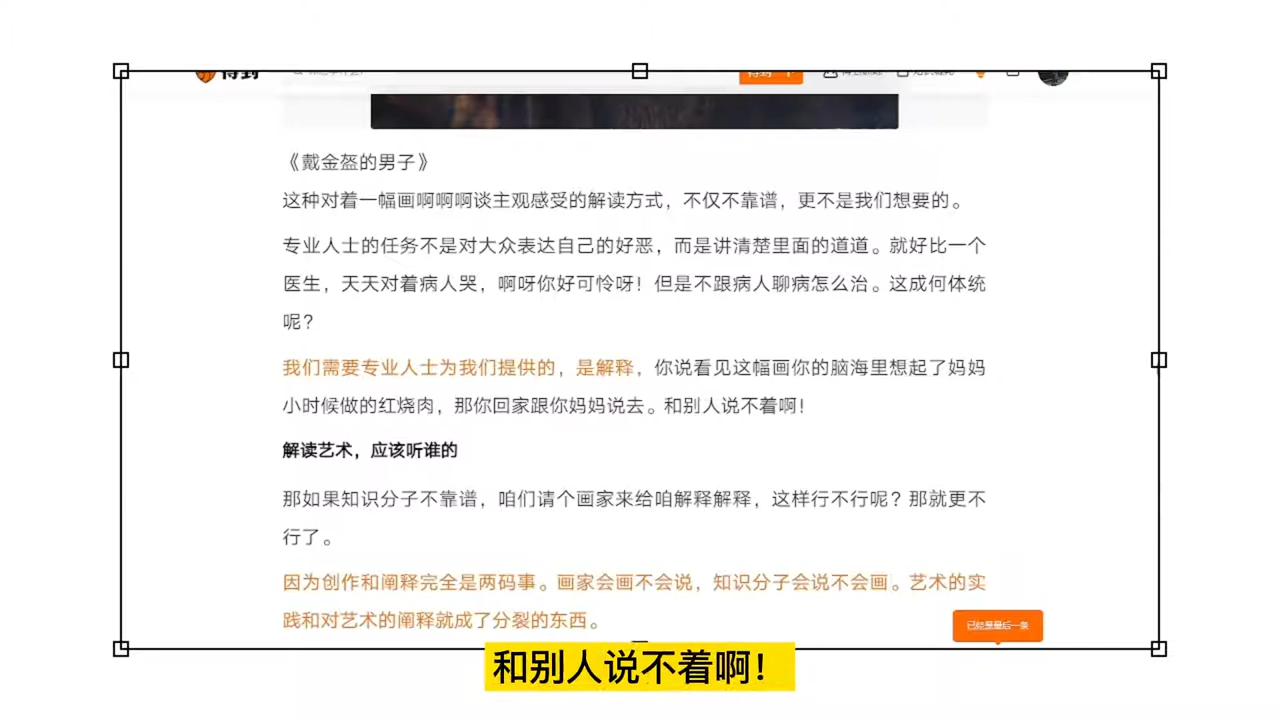 《戴金盔的男子》
这种对着一幅画啊啊啊谈主观感受的解读方式，不仅不靠谱，更不是我们想要的。
专业人士的任务不是对大众表达自己的好恶，而是讲清楚里面的道道。就好比一个
医生，天天对着病人哭，啊呀你好可怜呀！但是不跟病人聊病怎么治。这成何体统
呢？
我们需要专业人士为我们提供的，是解释，你说看见这幅画你的脑海里想起了妈妈
小时候做的红烧肉，那你回家跟你妈妈说去。和别人说不着啊！
解读艺术，应该听谁的
那如果知识分子不靠谱，咱们请个画家来给咱解释解释，这样行不行呢？那就更不
行了。
因为创作和阐释完全是两码事。画家会画不会说，知识分子会说不会画。艺术的实
践和对艺术的阐释就成了分裂的东西。
已经是最后一条
和别人说不着啊！